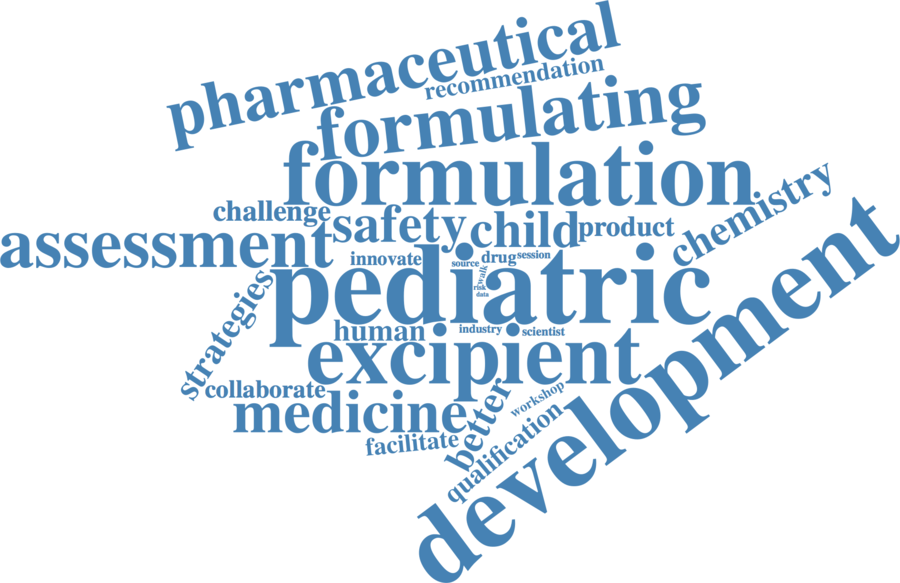 pharmaceutical
recommendation
formulating
formulation
chemistry
challenge
safety
child
product
assessment
innovate
source
drug
session
walk
risk
data
pediatric
strategies
human
industry
scientist
excipient
collaborate
medicine
better
workshop
facilitate
qualification
development